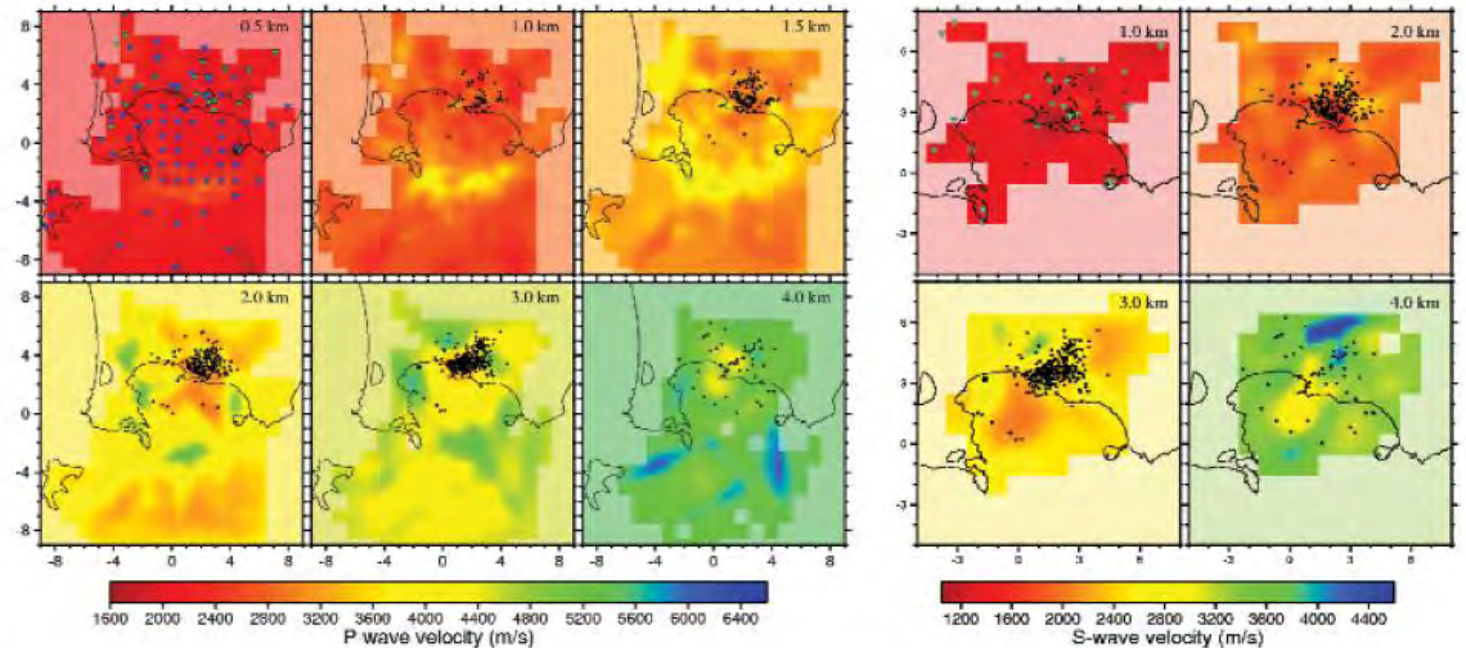 0.5 km 1.0 km 1.5 km 1.0 km 2.0 km
8 4 0 -4 -8
6 3 0 -3
2.0 km 3.0 km 4.0 km 3.0 km 4.0 km
8 4 0 -4 -8
6 3 0 -3
-8 -4 0 4 8 -8 -4 0 4 8 -8 -4 0 4 8 -3 0 3 6 -3 0 3 6
1600 2000 2400 2800 3200 3600 4000 4400 4800 5200 5600 6000 6400
P wave velocity (m/s)
1200 1600 2000 2400 2800 3200 3600 4000 4400
S-wave velocity (m/s)